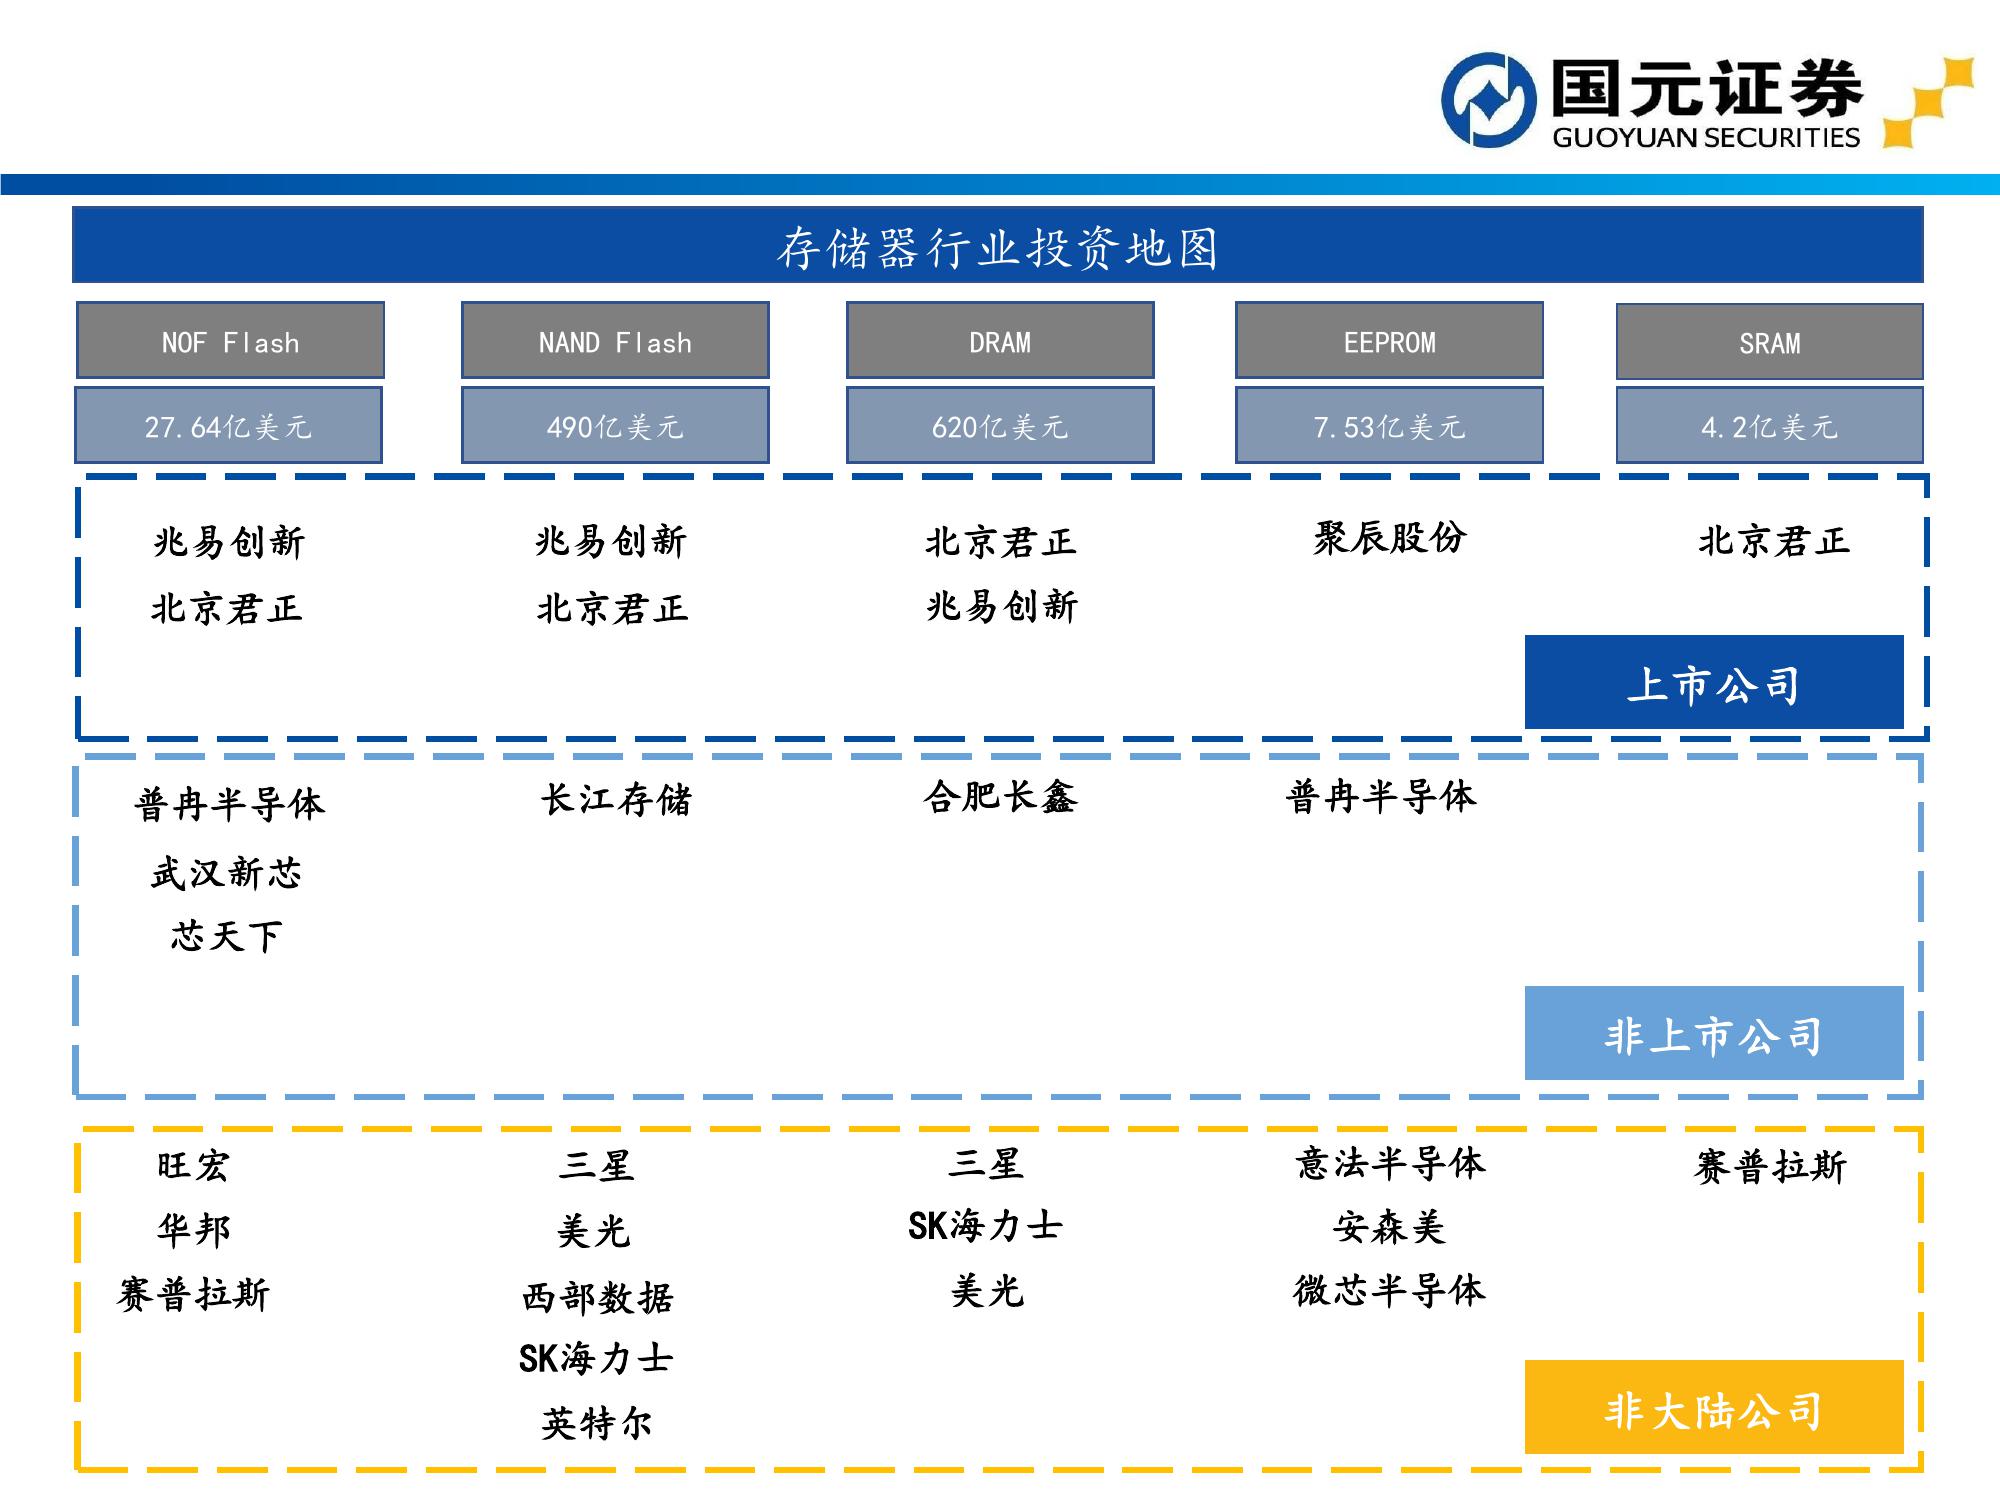 国元证券
GUOYUAN SECURITIES
存储器行业投资地图
NOF Flash
NAND Flash
DRAM
EEPROM
SRAM
27.64亿美元
490亿美元
620亿美元
7.53亿美元
4.2亿美元
兆易创新
兆易创新
北京君正
聚辰股份
北京君正
北京君正
北京君正
兆易创新
上市公司
普冉半导体
长江存储
合肥长鑫
普冉半导体
武汉新芯
芯天下
非上市公司
旺宏
三星
三星
意法半导体
赛普拉斯
华邦
美光
SK海力士
安森美
赛普拉斯
西部数据
美光
微芯半导体
SK海力士
英特尔
非大陆公司